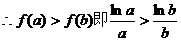 ∴ f(a) > f(b)即 ln a / a > ln b / b